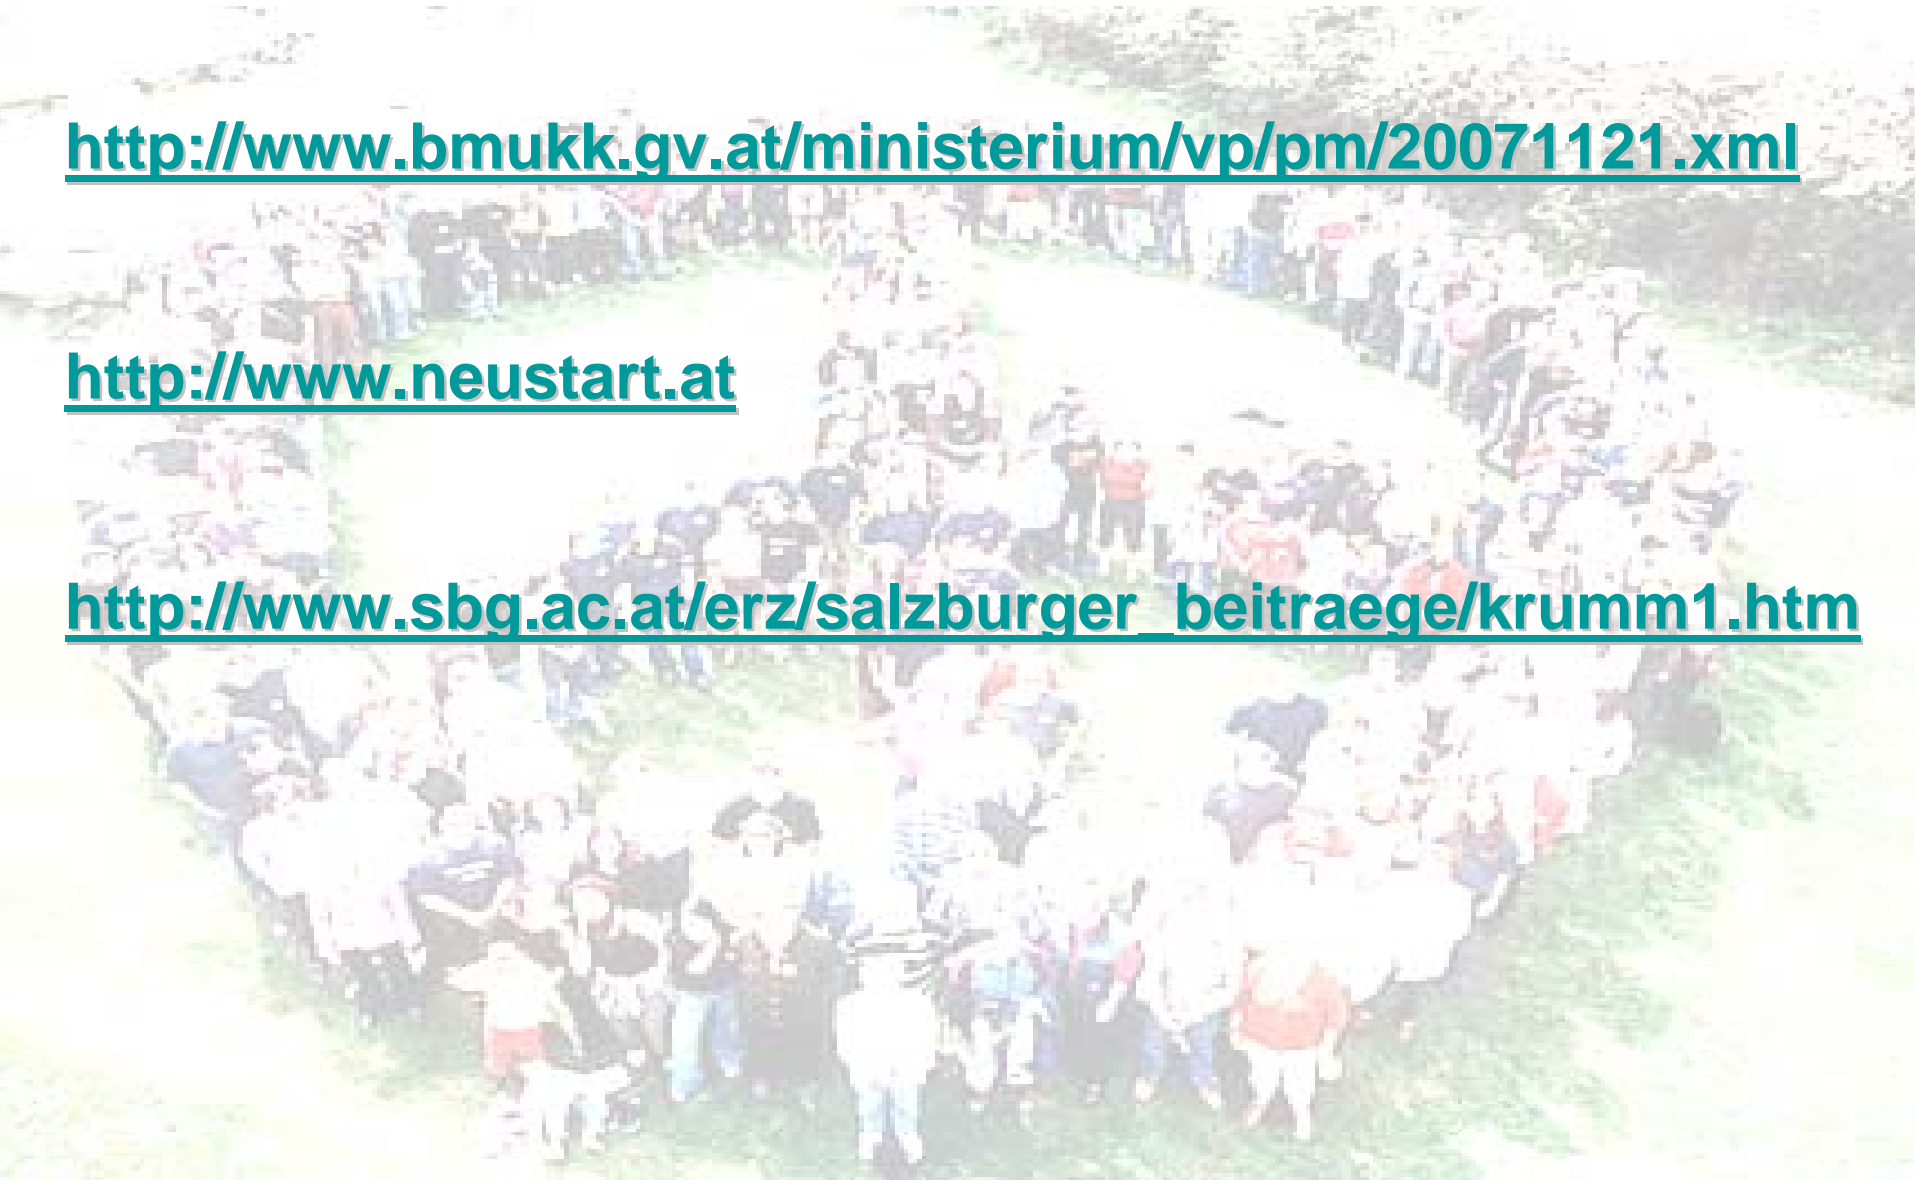 http://www.bmukk.gv.at/ministerium/vp/pm/20071121.xml
http://www.neustart.at
http://www.sbg.ac.at/erz/salzburger_beitraege/krumm1.htm